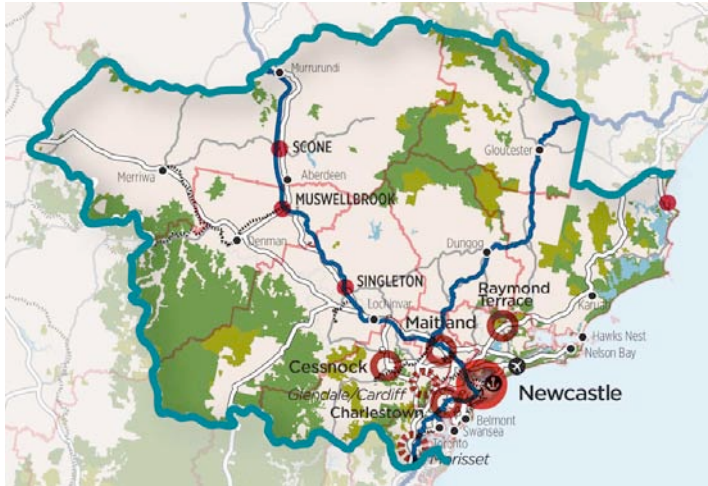 Murrurundi
SCONE
Gloucester
Merriwa
Aberdeen
MUSWELLBROOK
Denman
Dungog
SINGLETON
Raymond
Terrace
Lochinvar
Karuah
Maitland
Hawks Nest
Nelson Bay
Cessnock
Newcastle
Glendale/Cardiff
Charlestown
Belmont
Swansea
Toronto
Morisset